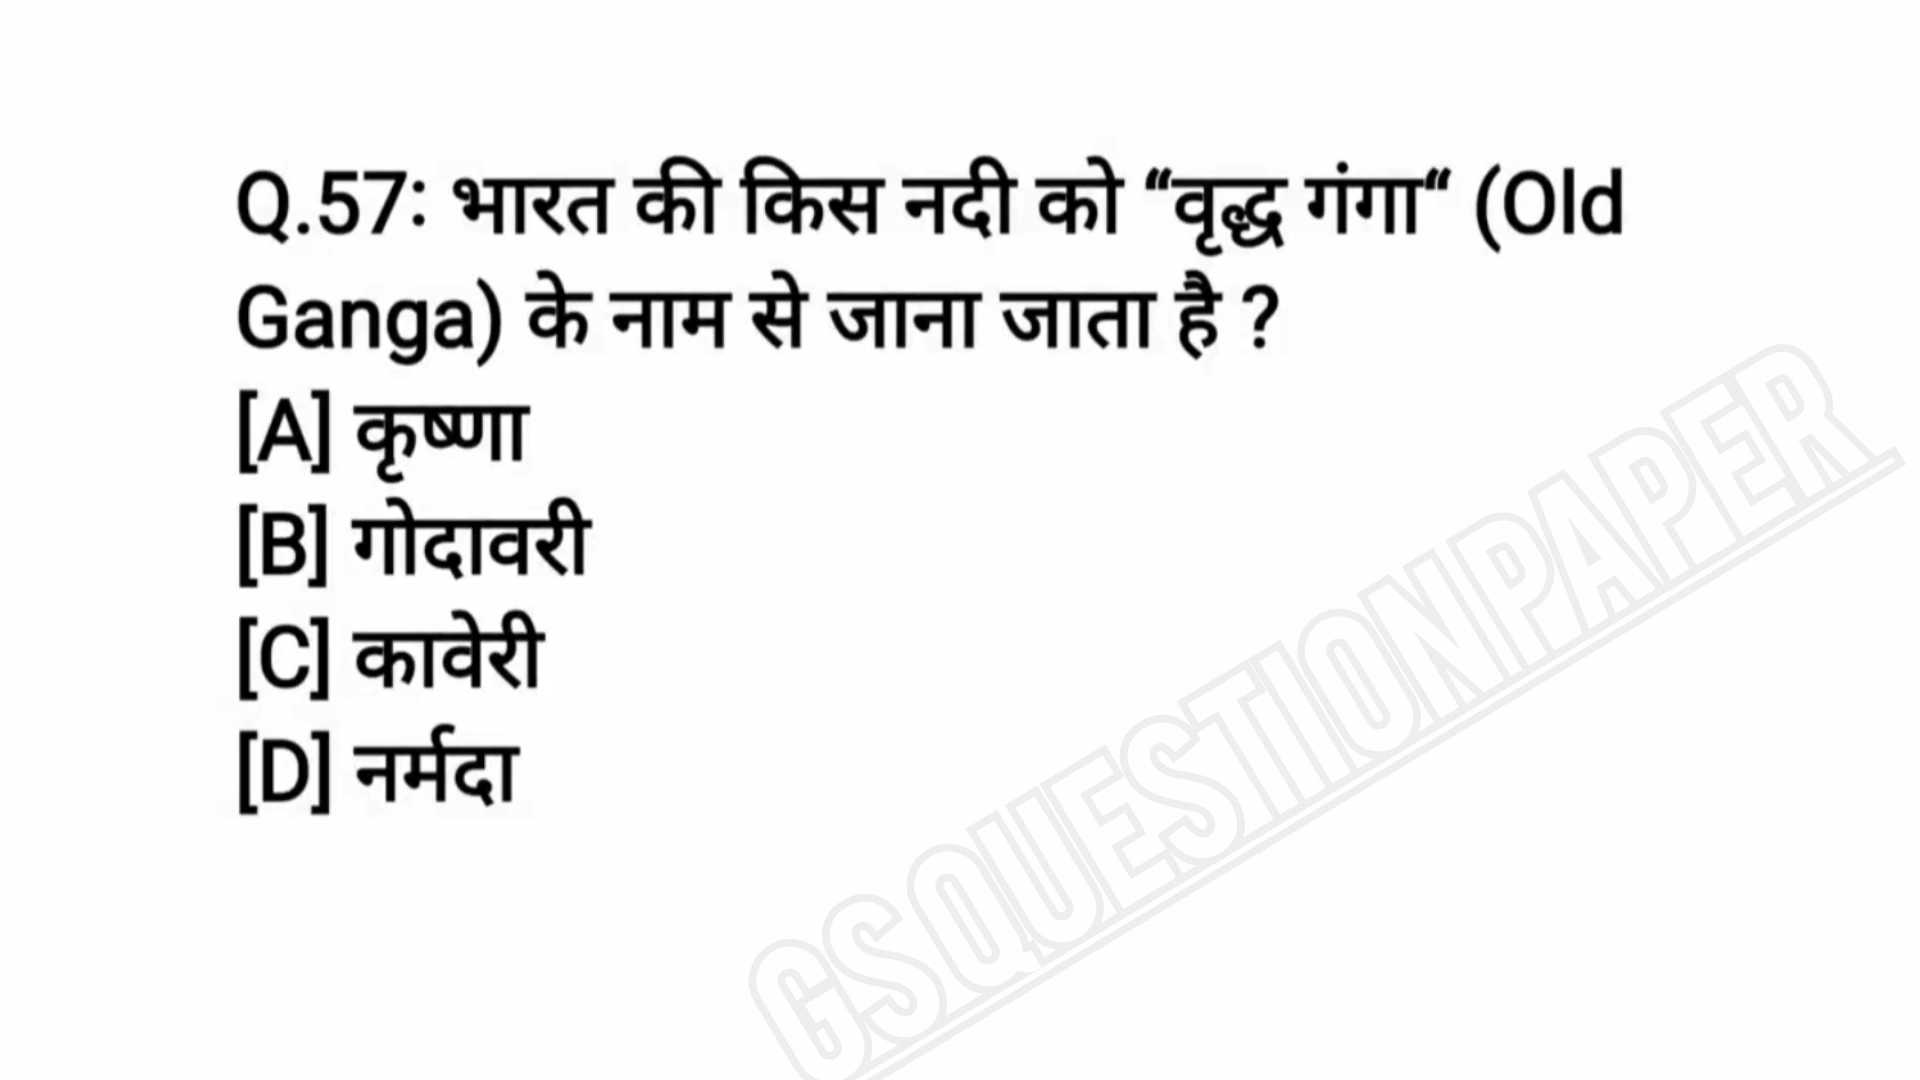 Q.57: भारत की किस नदी को “वृद्ध गंगा“ (Old
Ganga) के नाम से जाना जाता है ?
[A] कृष्णा
[B] गोदावरी
[C] कावेरी
[D] नर्मदा
GSQUESTIONPAPER